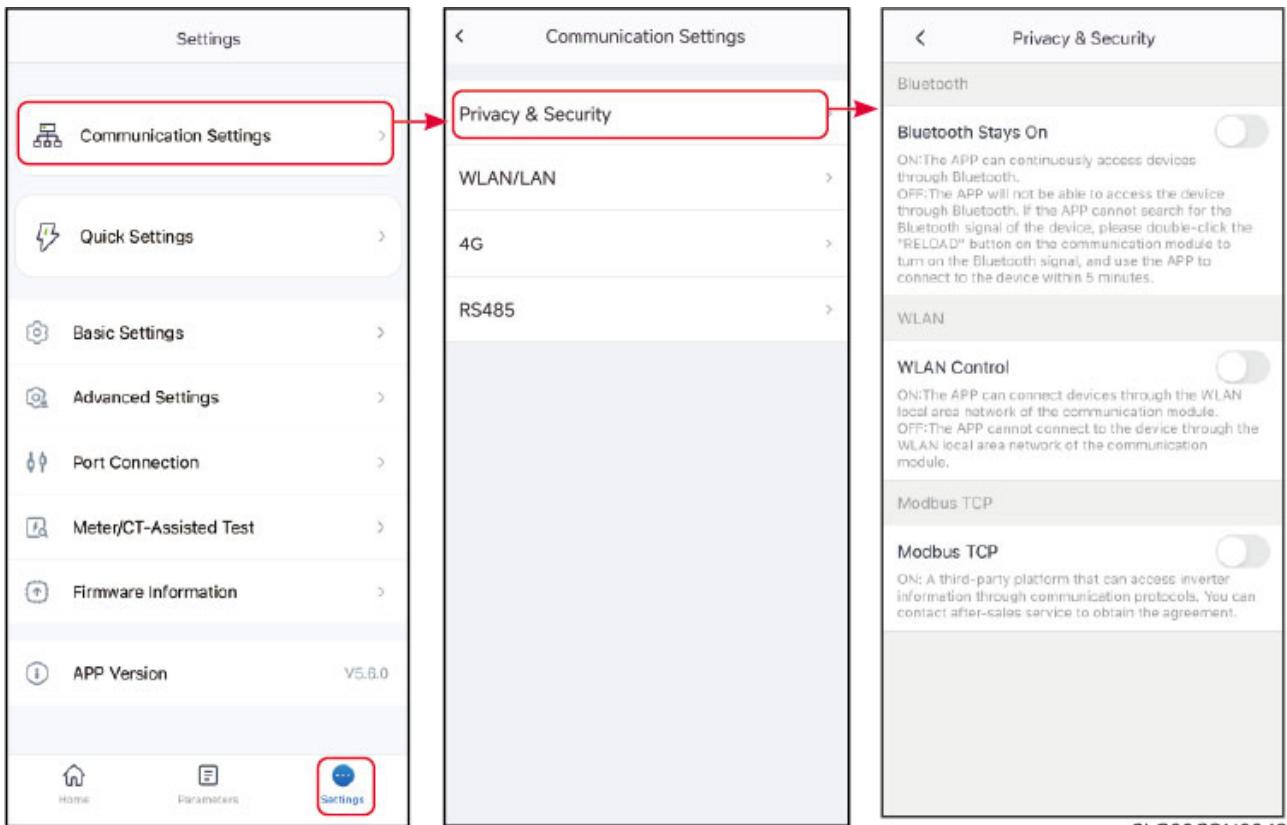 Settings
Communication Settings
Quick Settings
Basic Settings
Advanced Settings
Port Connection
Meter/CT-Assisted Test
Firmware Information
APP Version V5.6.0
Home Parameters Settings
Communication Settings
Privacy & Security
WLAN/LAN
4G
RS485
Privacy & Security
Bluetooth
Bluetooth Stays On
ON:The APP can continuously access devices
through Bluetooth.
OFF:The APP will not be able to access the device
through Bluetooth. If the APP cannot search for the
Bluetooth signal of the device, please double-click the
"RELOAD" button on the communication module to
turn on the Bluetooth signal, and use the APP to
connect to the device within 5 minutes.
WLAN
WLAN Control
ON:The APP can connect devices through the WLAN
local area network of the communication module.
OFF:The APP cannot connect to the device through the
WLAN local area network of the communication
module.
Modbus TCP
Modbus TCP
ON: A third-party platform that can access inverter
information through communication protocols. You can
contact after-sales service to obtain the agreement.